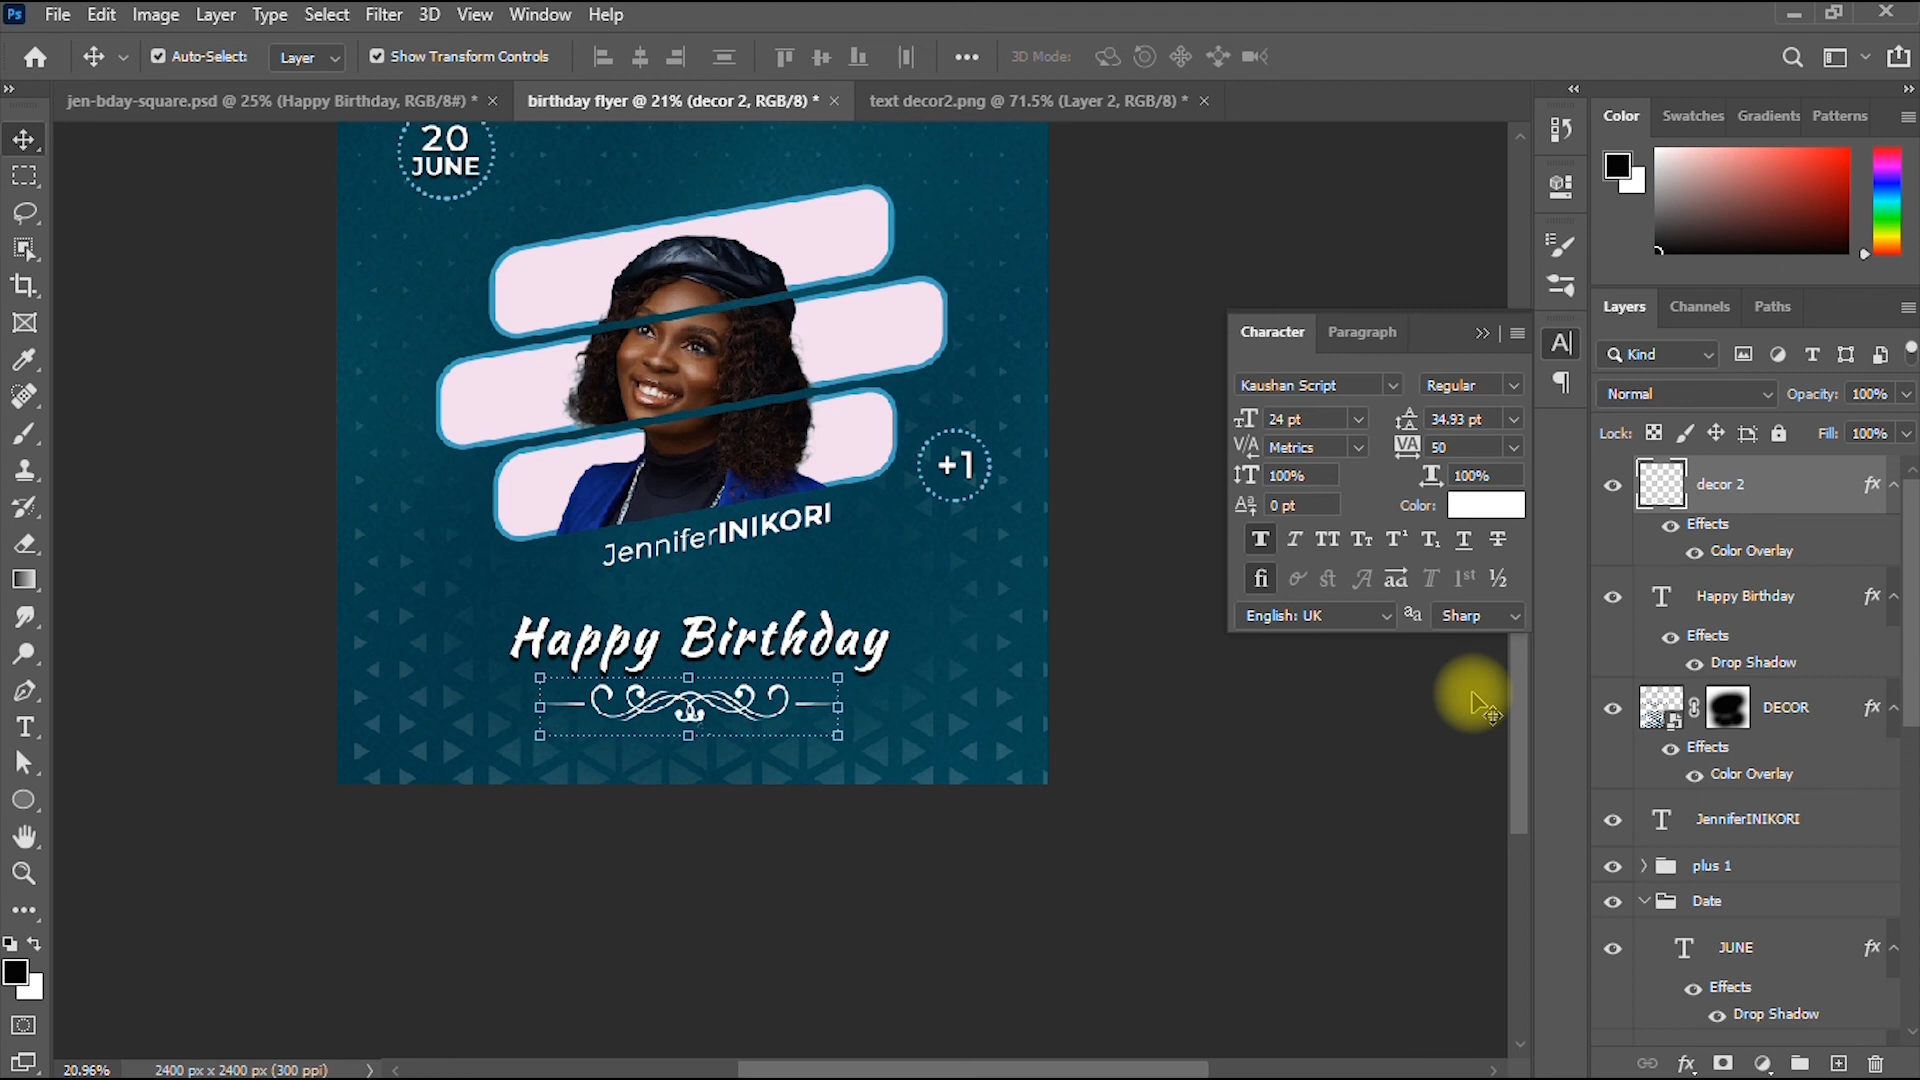 Ps File Edit Image Layer Type Select Filter 3D View Window Help
Auto-Select: Layer Show Transform Controls 3D Mode:
jen-bday-square.psd @ 25% (Happy Birthday, RGB/8#) * birthday flyer @ 21% (decor 2, RGB/8) * text decor2.png @ 71.5% (Layer 2, RGB/8) *
20
JUNE
+1
JenniferINIKORI
Happy Birthday
Character Paragraph
Kaushan Script Regular
24 pt 34.93 pt
Metrics 50
100% 100%
0 pt Color:
English: UK Sharp
Color Swatches Gradients Patterns
Layers Channels Paths
Kind
Normal Opacity: 100%
Lock: Fill: 100%
decor 2 fx
Effects
Color Overlay
Happy Birthday fx
Effects
Drop Shadow
DECOR fx
Effects
Color Overlay
JenniferINIKORI
plus 1
Date
JUNE fx
Effects
Drop Shadow
20.96% 2400 px x 2400 px (300 ppi)